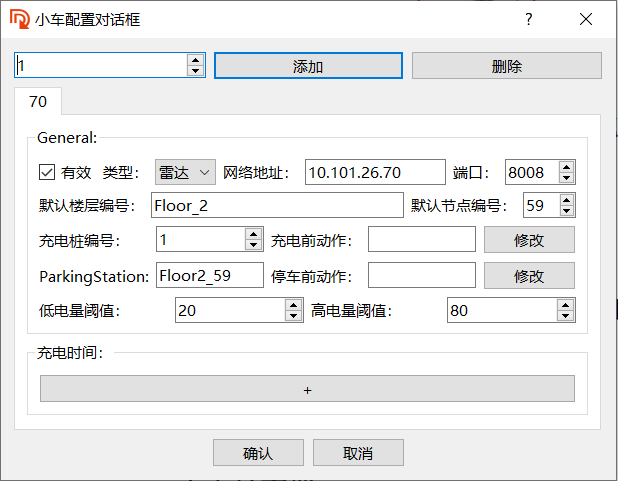 小车配置对话框 ?
1 添加 删除
70
General:
有效 类型: 雷达 网络地址: 10.101.26.70 端口: 8008
默认楼层编号: Floor_2 默认节点编号: 59
充电桩编号: 1 充电前动作: 修改
ParkingStation: Floor2_59 停车前动作: 修改
低电量阈值: 20 高电量阈值: 80
充电时间:
+
确认 取消